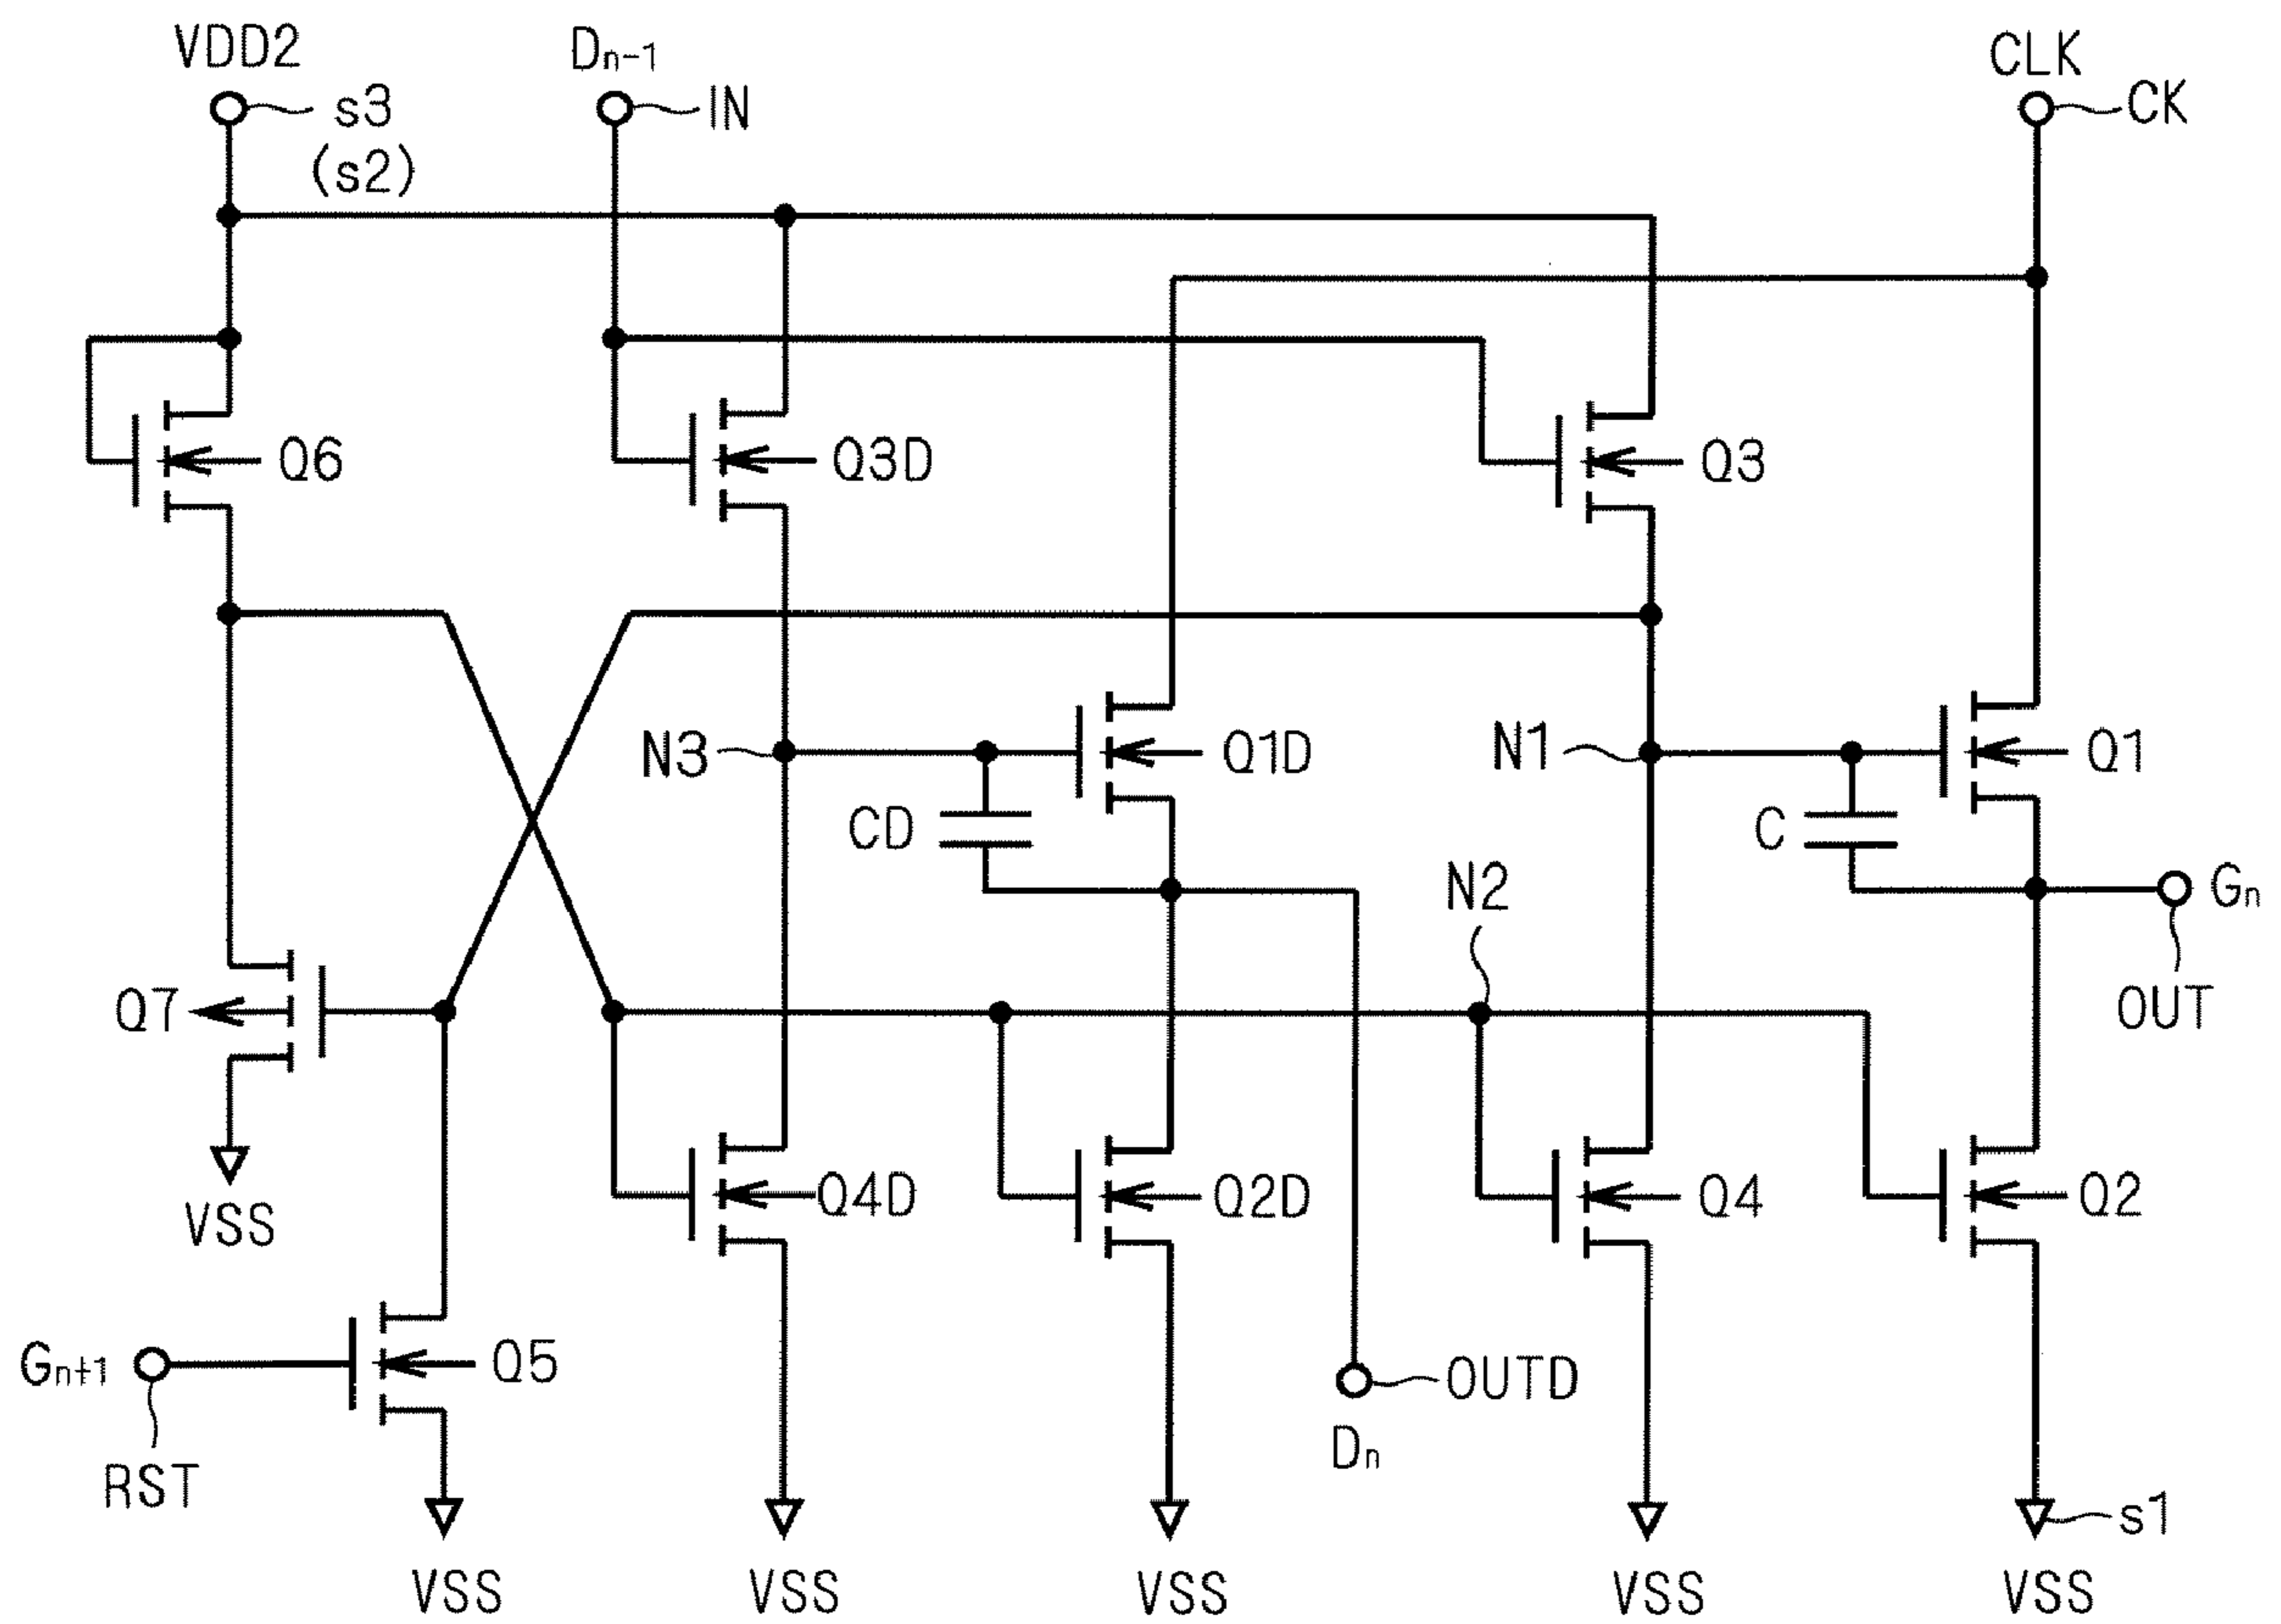 VDD2 Dn-1 CLK
s3 IN CK
(s2)
Q6 Q3D Q3
N3 Q1D N1 Q1
CD C
N2 Gn
Q7 OUT
Q4D Q2D Q4 Q2
VSS
Gn+1 Q5 OUTD
Dn
RST s1
VSS VSS VSS VSS VSS